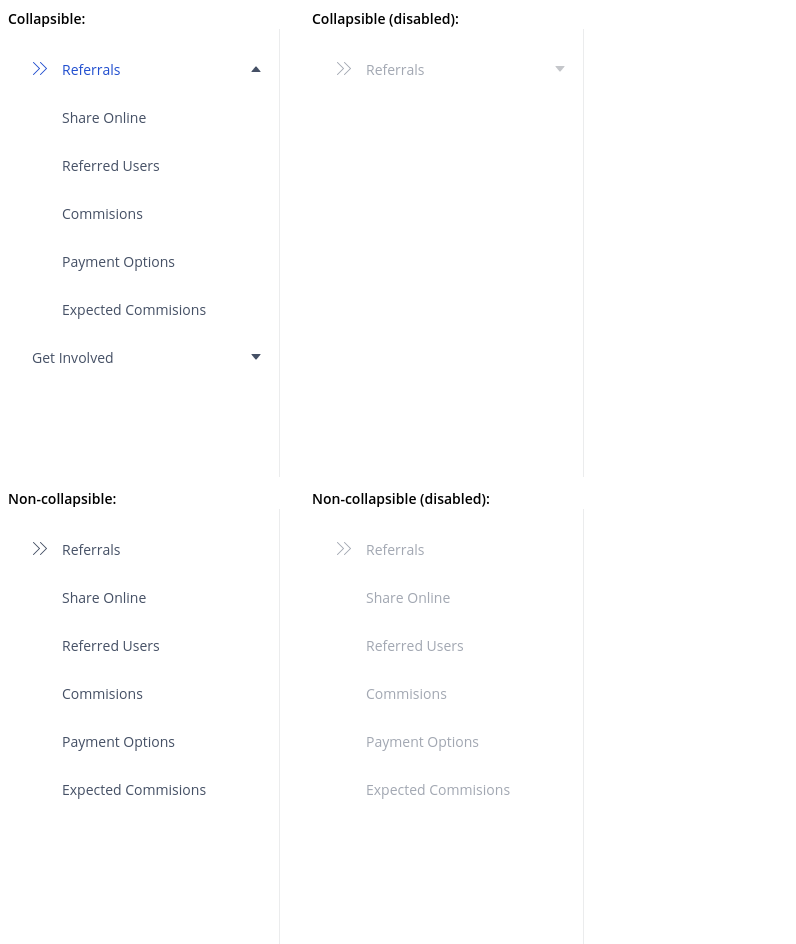 Collapsible:
Referrals
Share Online
Referred Users
Commisions
Payment Options
Expected Commisions
Get Involved
Collapsible (disabled):
Referrals
Non-collapsible:
Referrals
Share Online
Referred Users
Commisions
Payment Options
Expected Commisions
Non-collapsible (disabled):
Referrals
Share Online
Referred Users
Commisions
Payment Options
Expected Commisions